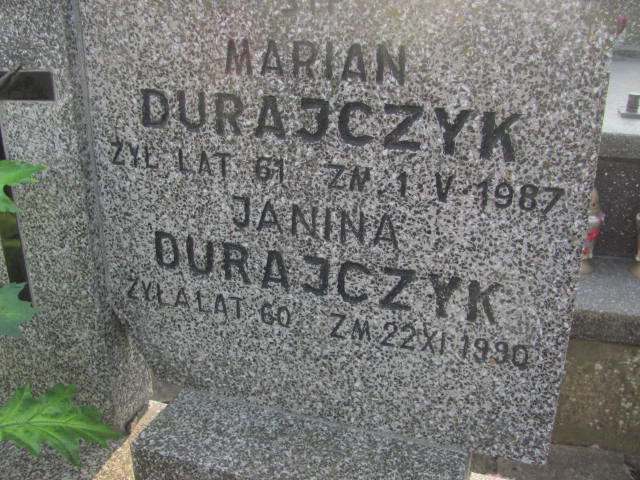 MARIAN
DURAJCZYK
ŻYŁ LAT 61 ZM. 1 V 1987
JANINA
DURAJCZYK
ŻYŁA LAT 60 ZM 22 XI 1990